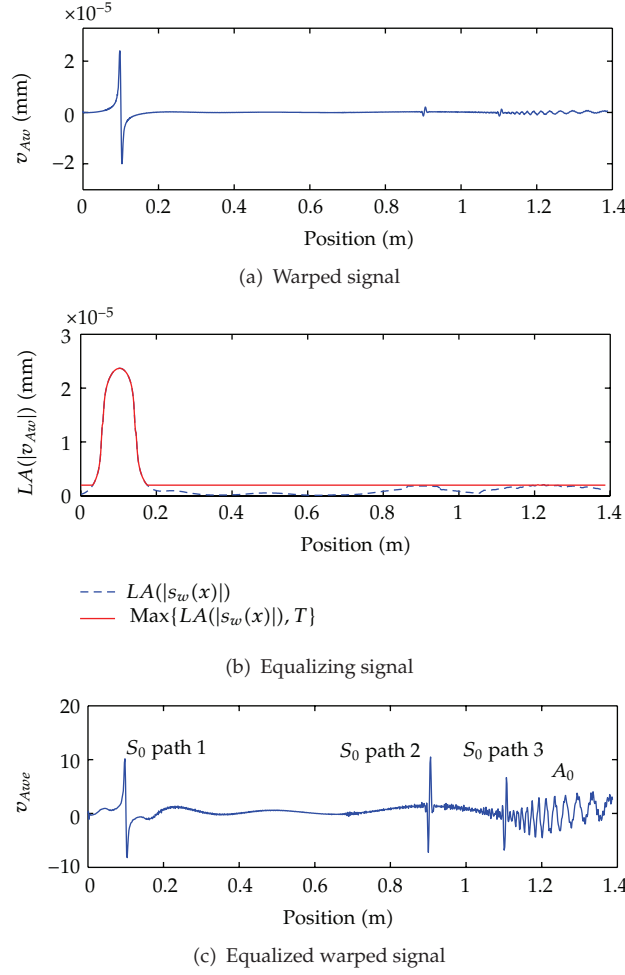 ×10−5
2
0
−2
v_Aw (mm)
0 0.2 0.4 0.6 0.8 1 1.2 1.4
Position (m)
(a) Warped signal
×10−5
3
2
1
0
LA(|v_Aw|) (mm)
0 0.2 0.4 0.6 0.8 1 1.2 1.4
Position (m)
LA(|s_w(x)|)
Max{LA(|s_w(x)|), T}
(b) Equalizing signal
20
10
0
−10
v_Awe
S_0 path 1
S_0 path 2
S_0 path 3
A_0
0 0.2 0.4 0.6 0.8 1 1.2 1.4
Position (m)
(c) Equalized warped signal